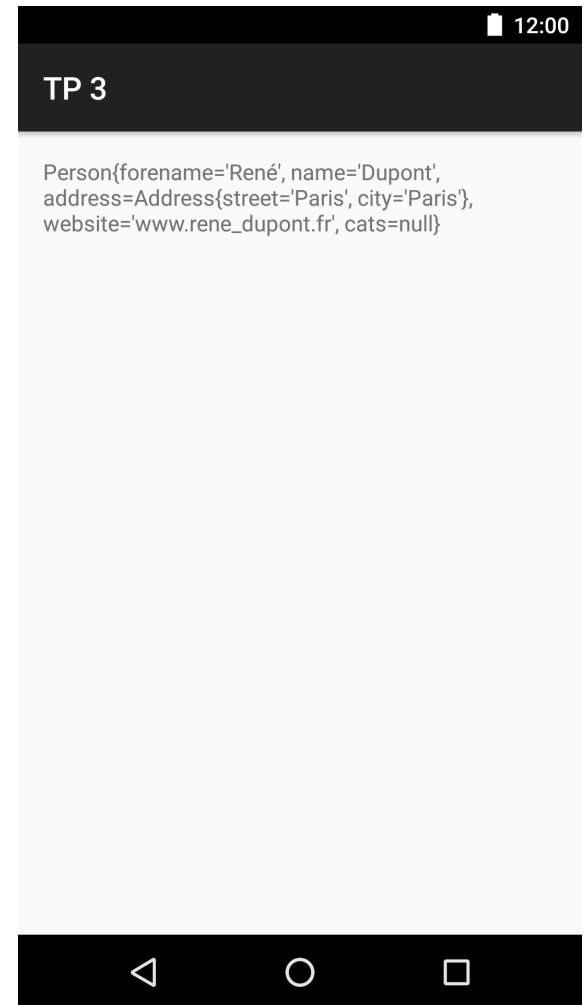 12:00
TP 3
Person{forename='René', name='Dupont',
address=Address{street='Paris', city='Paris'},
website='www.rene_dupont.fr', cats=null}